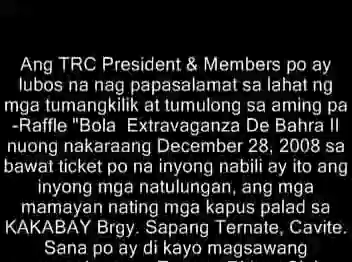 Ang TRC President & Members po ay
lubos na nag papasalamat sa lahat ng
mga tumangkilik at tumulong sa aming pa
-Raffle "Bola Extravaganza De Bahra II
nuong nakaraang December 28, 2008 sa
bawat ticket po na inyong nabili ay ito ang
inyong mga natulungan, ang mga
mamayan nating mga kapus palad sa
KAKABAY Brgy. Sapang Ternate, Cavite.
Sana po ay di kayo magsawang